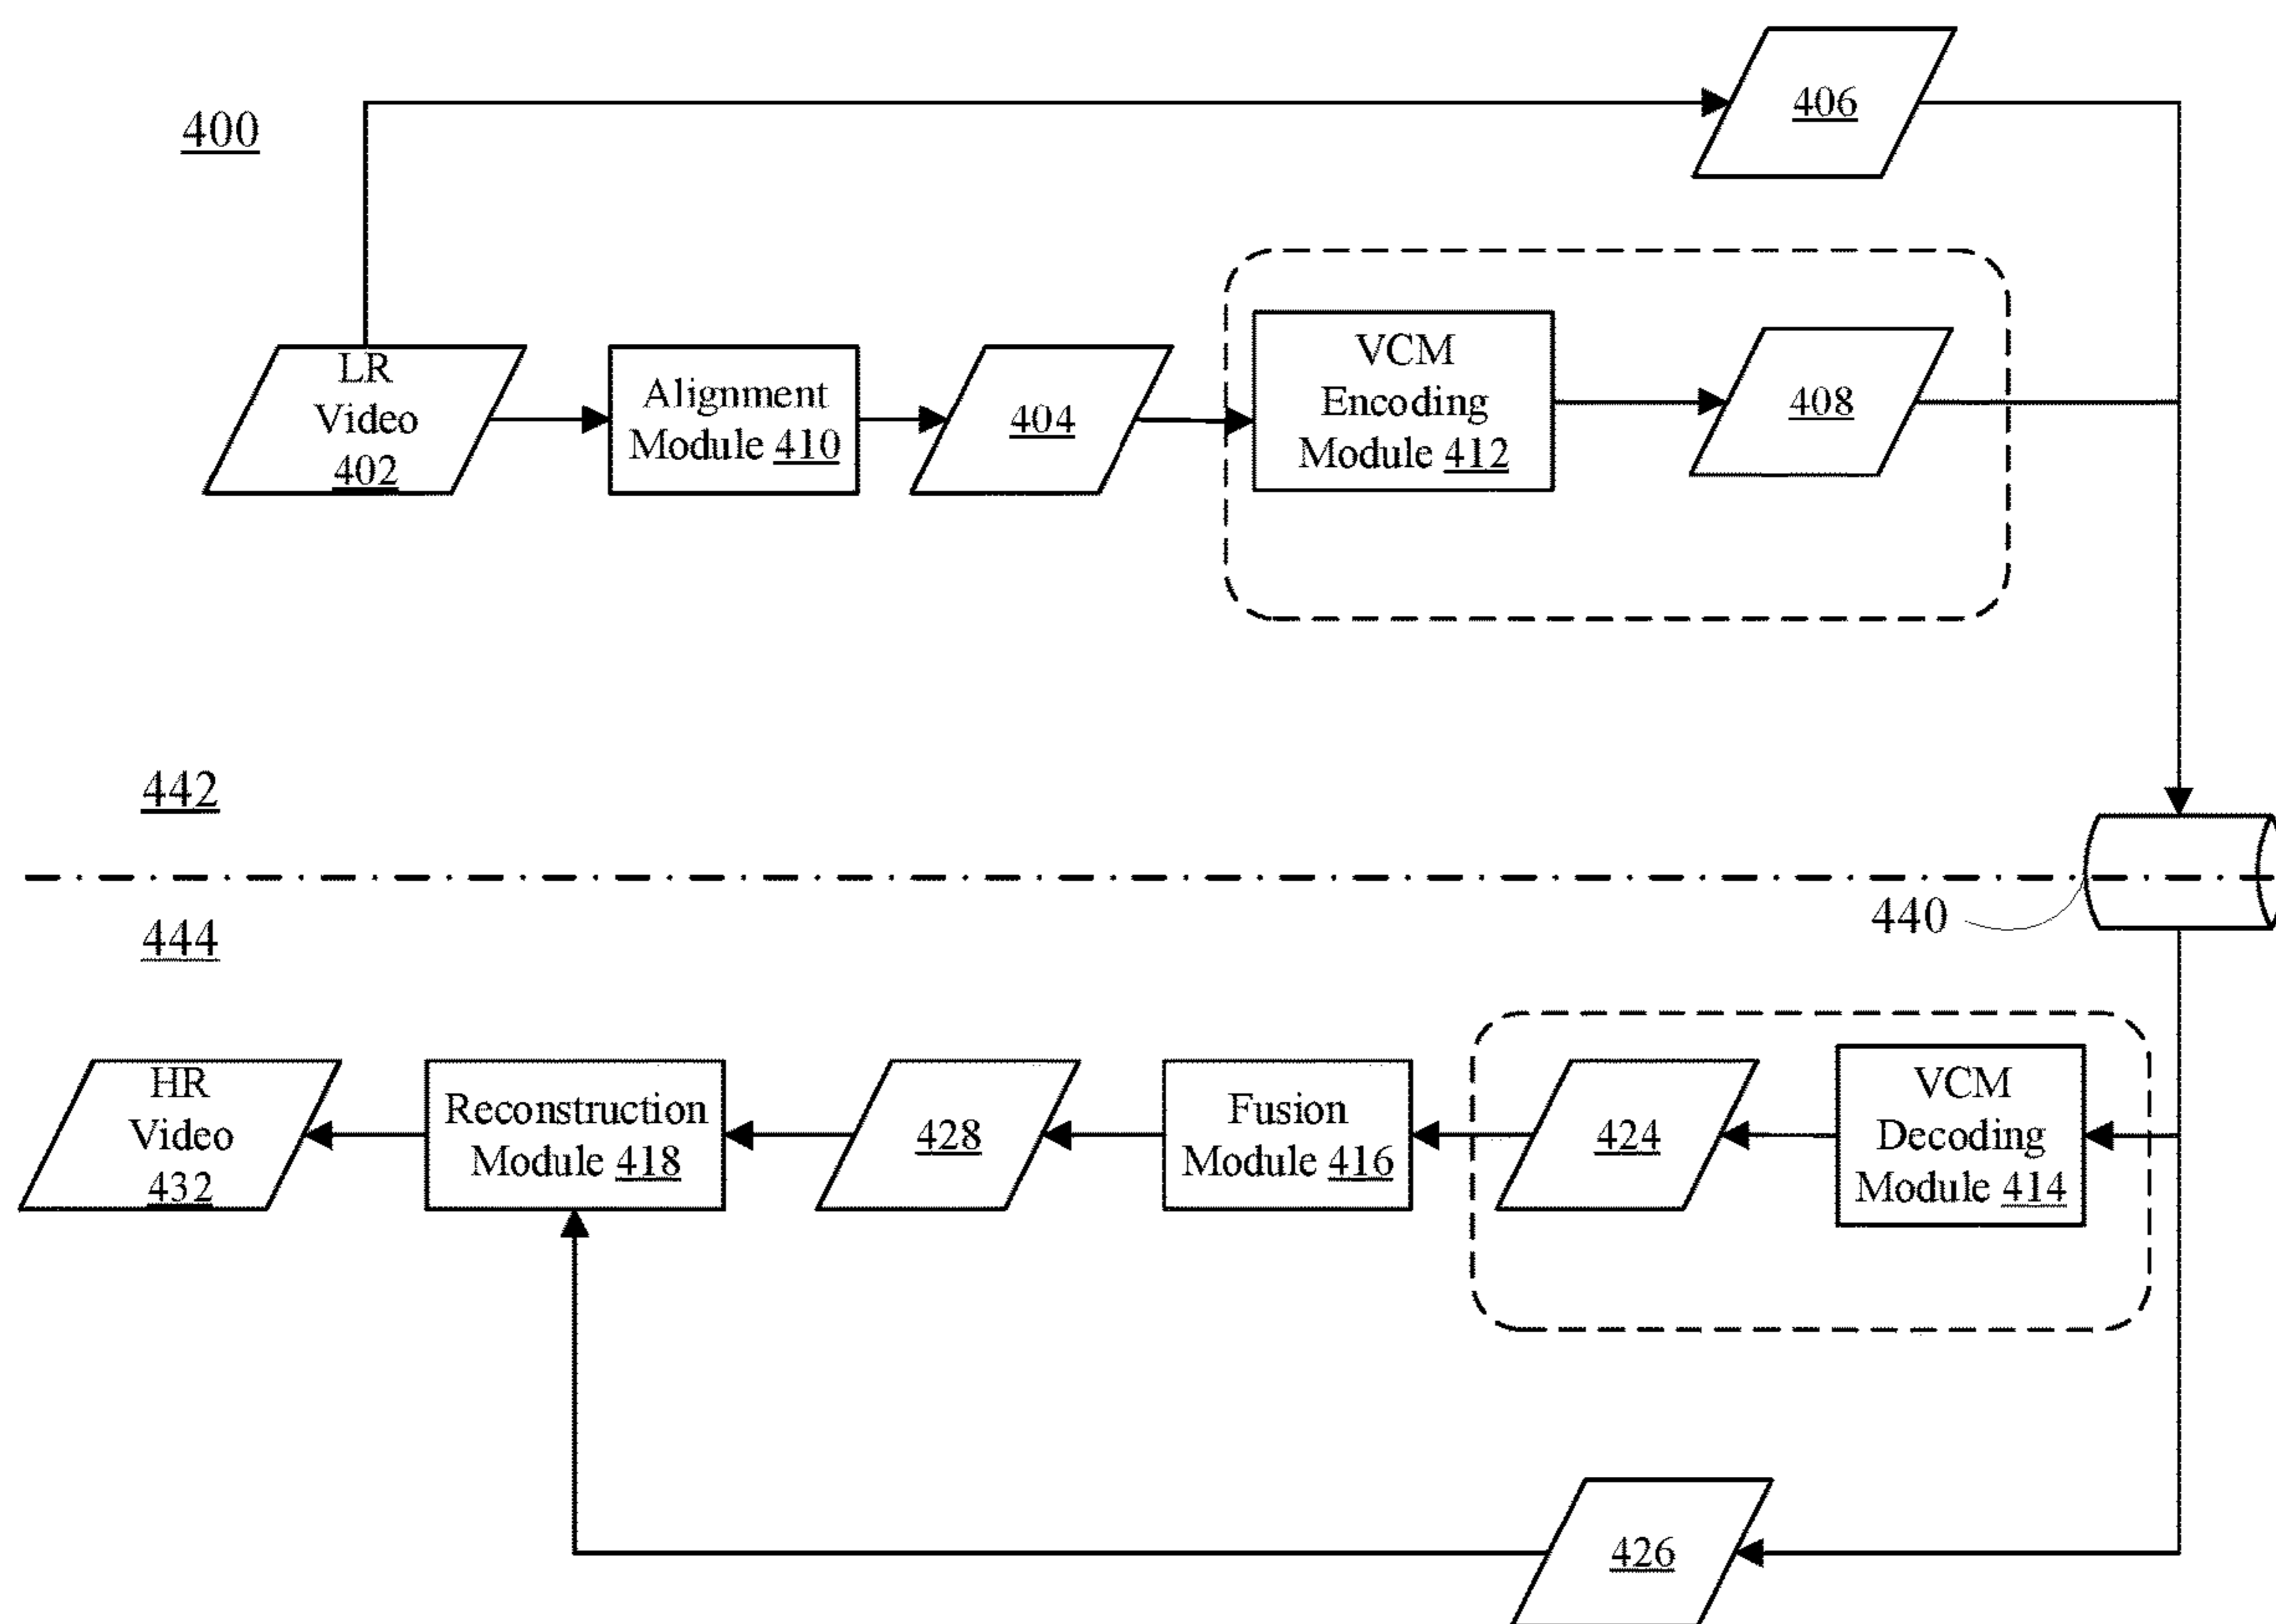 406
400
LR
Video
402
Alignment
Module 410
404
VCM
Encoding
Module 412
408
442
440
444
HR
Video
432
Reconstruction
Module 418
428
Fusion
Module 416
424
VCM
Decoding
Module 414
426